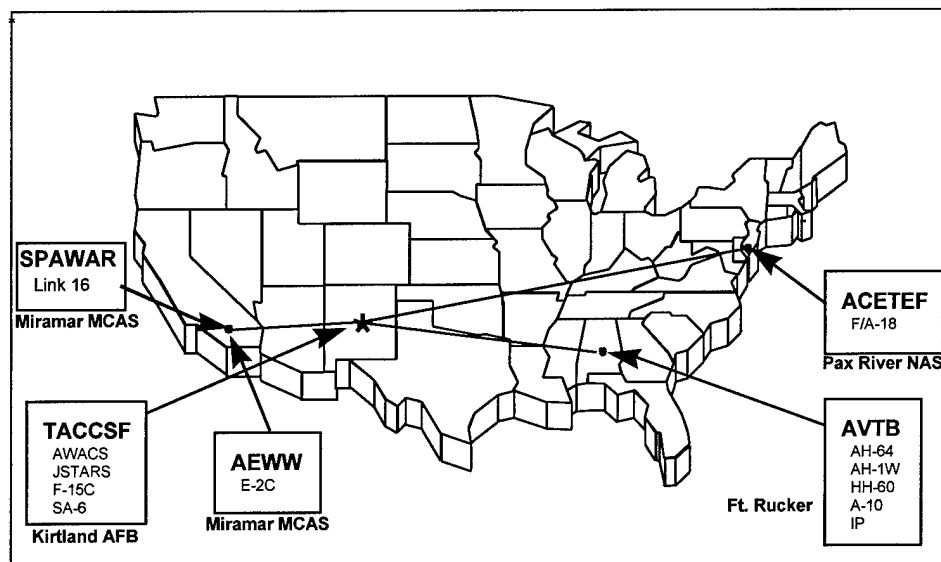 SPAWAR
Link 16
Miramar MCAS
TACCSF
AWACS
JSTARS
F-15C
SA-6
Kirtland AFB
AEWW
E-2C
Miramar MCAS
ACETEF
F/A-18
Pax River NAS
AVTB
AH-64
AH-1W
HH-60
A-10
IP
Ft. Rucker